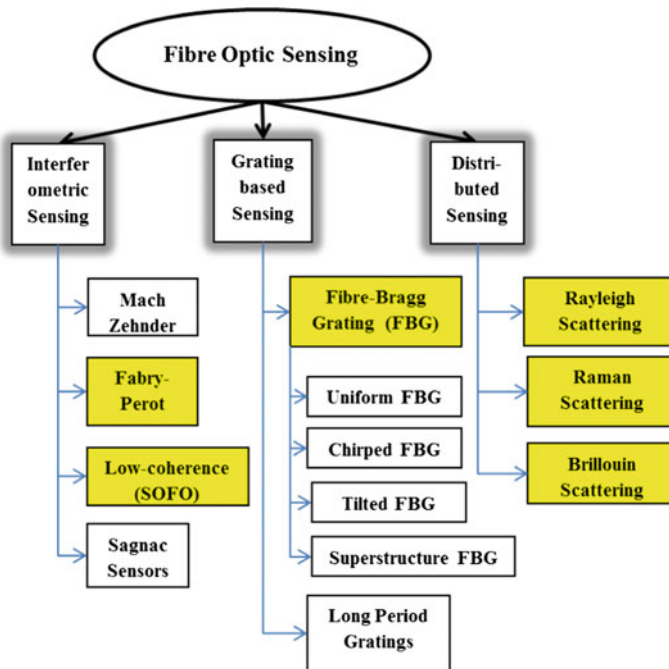 Fibre Optic Sensing
Interfer
ometric
Sensing
Grating
based
Sensing
Distri-
buted
Sensing
Mach
Zehnder
Fabry-
Perot
Low-coherence
(SOFO)
Sagnac
Sensors
Fibre-Bragg
Grating (FBG)
Uniform FBG
Chirped FBG
Tilted FBG
Superstructure FBG
Long Period
Gratings
Rayleigh
Scattering
Raman
Scattering
Brillouin
Scattering